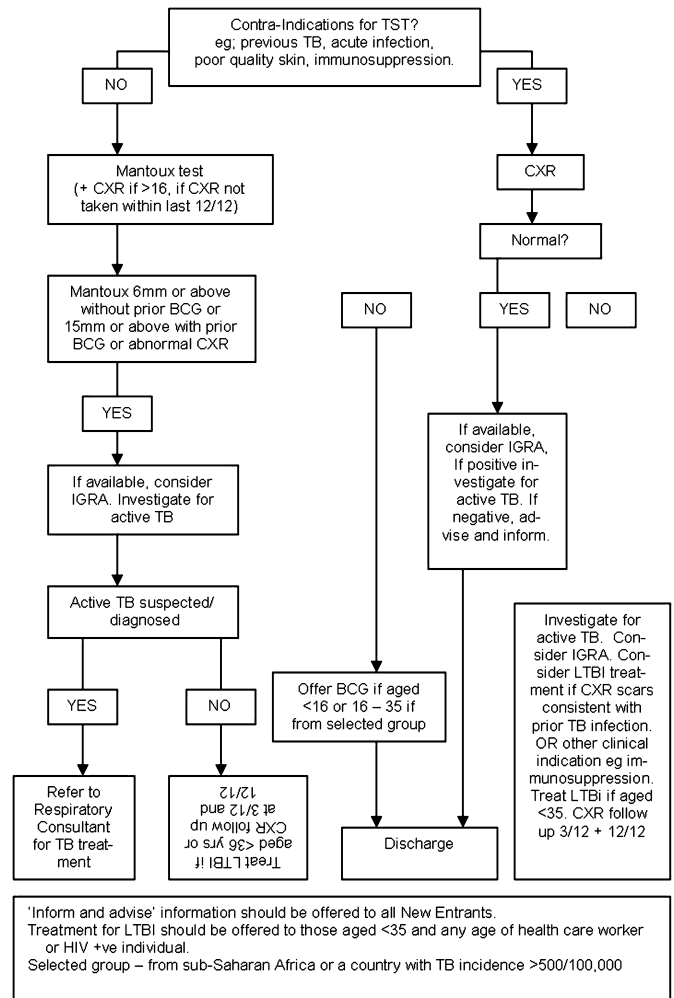 Contra-Indications for TST?
eg; previous TB, acute infection,
poor quality skin, immunosuppression.
NO
YES
Mantoux test
(+ CXR if >16, if CXR not
taken within last 12/12)
CXR
Normal?
Mantoux 6mm or above
without prior BCG or
15mm or above with prior
BCG or abnormal CXR
NO
YES
NO
YES
If available,
consider IGRA,
If positive in-
vestigate for
active TB. If
negative, ad-
vise and inform.
If available, consider
IGRA. Investigate for
active TB
Active TB suspected/
diagnosed
Investigate for
active TB. Con-
sider IGRA. Con-
sider LTBI treat-
ment if CXR scars
consistent with
prior TB infection.
OR other clinical
indication eg im-
munosuppression.
Treat LTBi if aged
<35. CXR follow
up 3/12 + 12/12
YES
NO
Offer BCG if aged
<16 or 16 – 35 if
from selected group
Refer to
Respiratory
Consultant
for TB treat-
ment
Treat LTBI if
aged <36 yrs or
CXR follow up
at 3/12 and
12/12
Discharge
'Inform and advise' information should be offered to all New Entrants.
Treatment for LTBI should be offered to those aged <35 and any age of health care worker
or HIV +ve individual.
Selected group – from sub-Saharan Africa or a country with TB incidence >500/100,000